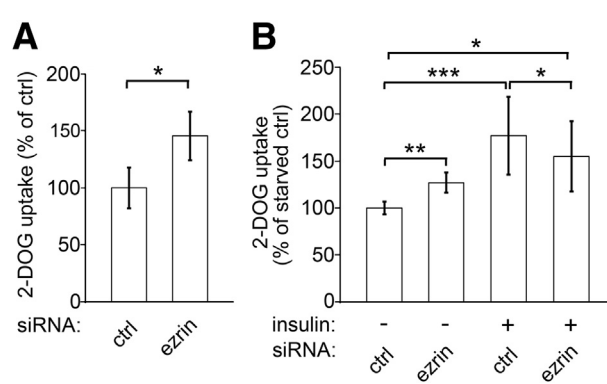 A
B
2-DOG uptake (% of ctrl)
200
150
100
50
0
*
siRNA:
ctrl
ezrin
2-DOG uptake
(% of starved ctrl)
250
200
150
100
50
0
*
***
*
**
insulin:
- - + +
siRNA:
ctrl
ezrin
ctrl
ezrin